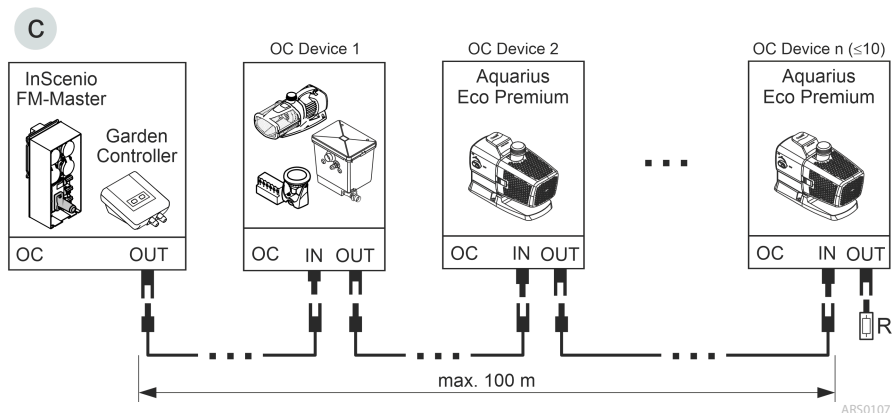 C
OC Device 1
OC Device 2
OC Device n (≤10)
InScenio
FM-Master
Garden
Controller
Aquarius
Eco Premium
Aquarius
Eco Premium
OC OUT
OC IN OUT
OC IN OUT
OC IN OUT
R
max. 100 m
ARS0107